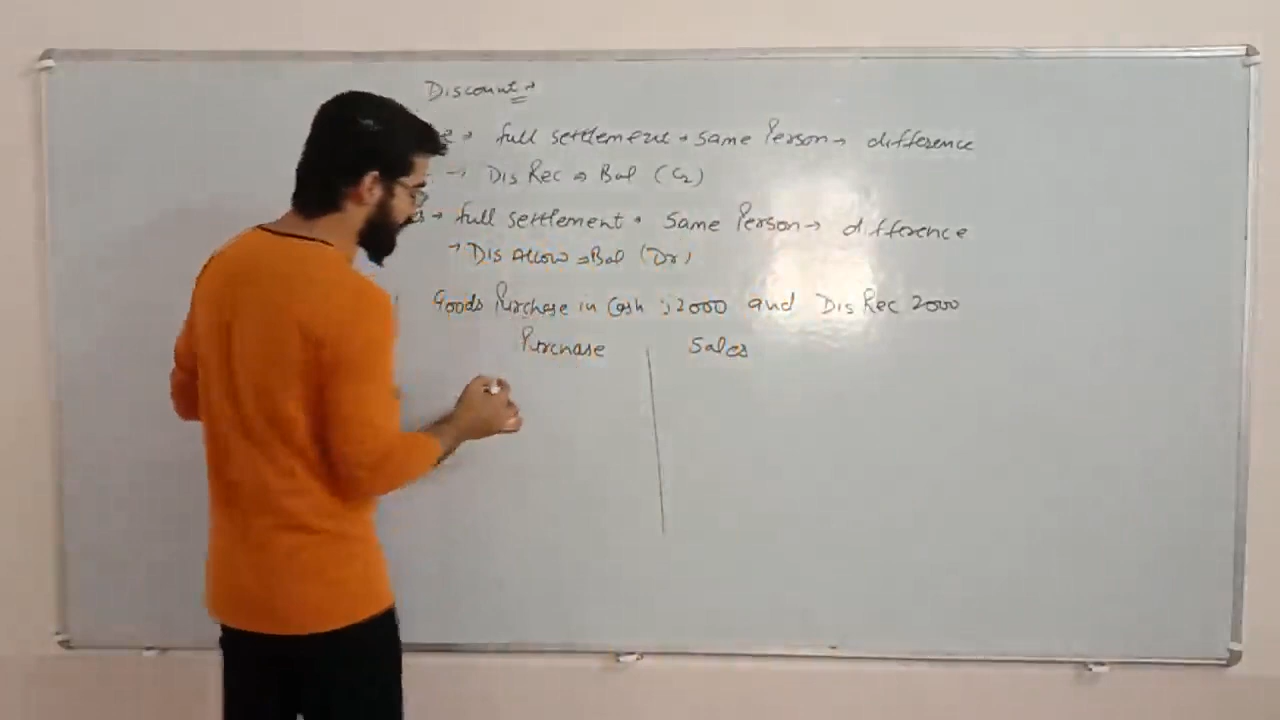 Discount →
→ full settlement → same Person → difference
→ Dis Rec ⇒ Bal (Cr)
→ full settlement → same Person → difference
→ Dis Allow ⇒ Bal (Dr)
Goods Purchase in Cash 12000 and Dis Rec 2000
Purchase Sales